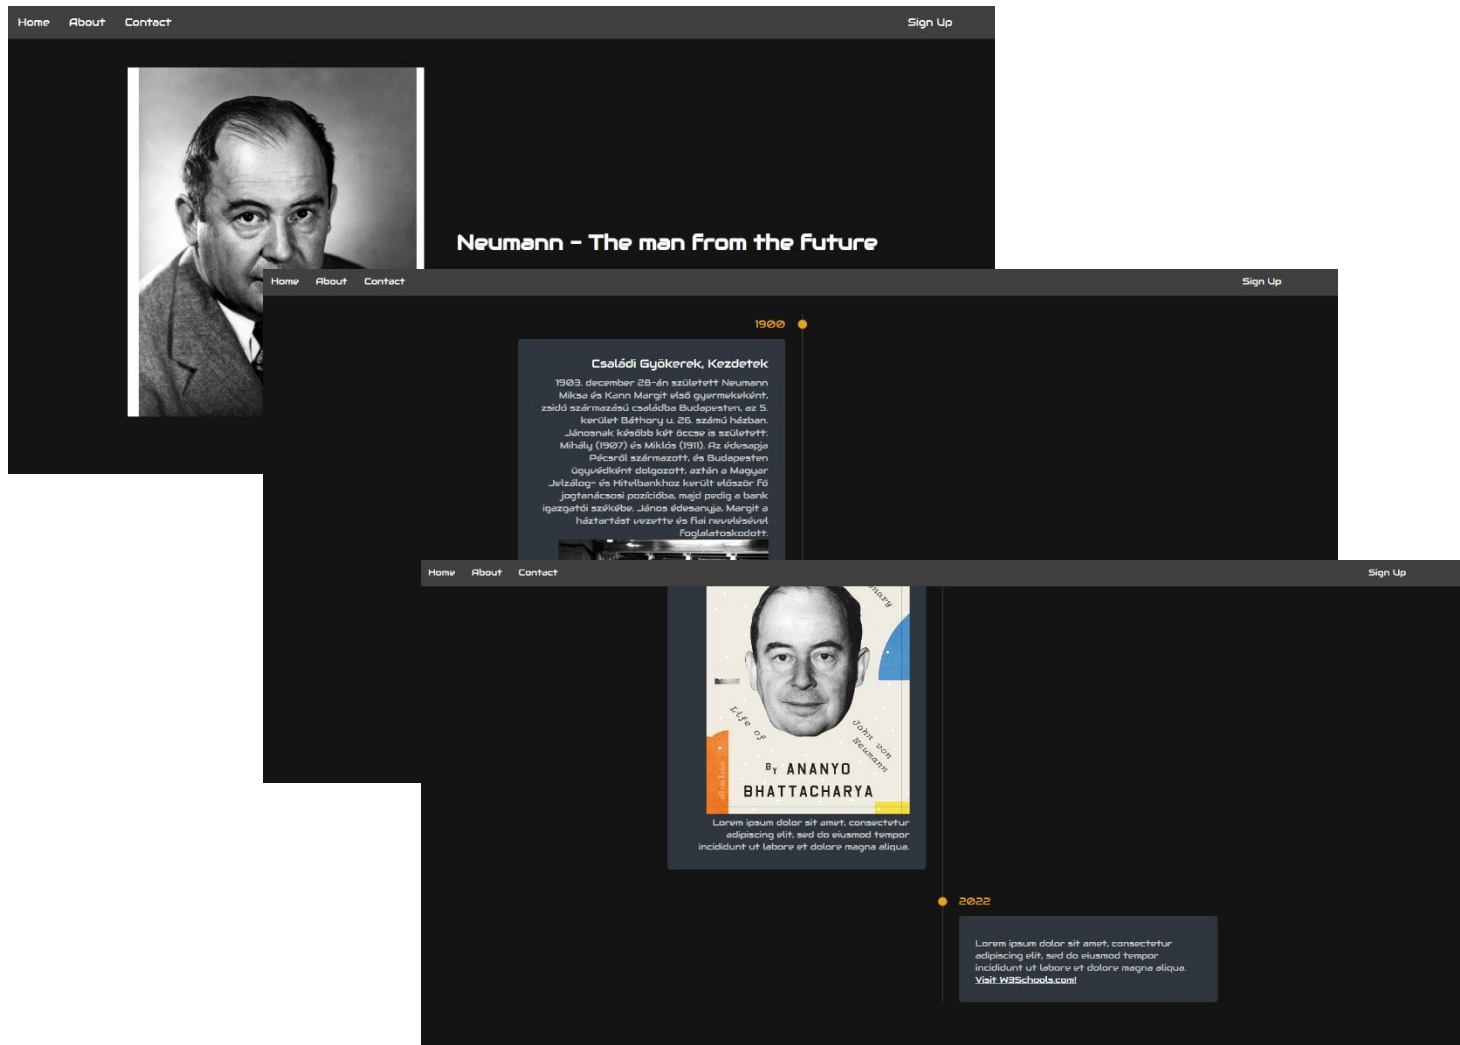 Home About Contact Sign Up
Neumann - The man from the future
Home About Contact Sign Up
1900
Családi Gyökerek, Kezdetek
1903. december 28-án született Neumann
Miksa és Kann Margit első gyermekeként,
zsidó származású családba Budapesten, az 5.
kerület Báthory u. 26. számú házban.
Jánosnak később két öccse is született:
Mihály (1907) és Miklós (1911). Az édesapja
Pécsről származott, és Budapesten
ügyvédként dolgozott, aztán a Magyar
Jelzálog- és Hitelbankhoz került először fő
jogtanácsosi pozícióba, majd pedig a bank
igazgatói székébe. János édesanyja, Margit a
háztartást vezette és fiai nevelésével
foglalatoskodott.
Home About Contact Sign Up
Life of
John von
Neumann
By ANANYO
BHATTACHARYA
Lorem ipsum dolor sit amet, consectetur
adipiscing elit, sed do eiusmod tempor
incididunt ut labore et dolore magna aliqua.
2022
Lorem ipsum dolor sit amet, consectetur
adipiscing elit, sed do eiusmod tempor
incididunt ut labore et dolore magna aliqua.
Visit W3Schools.com!